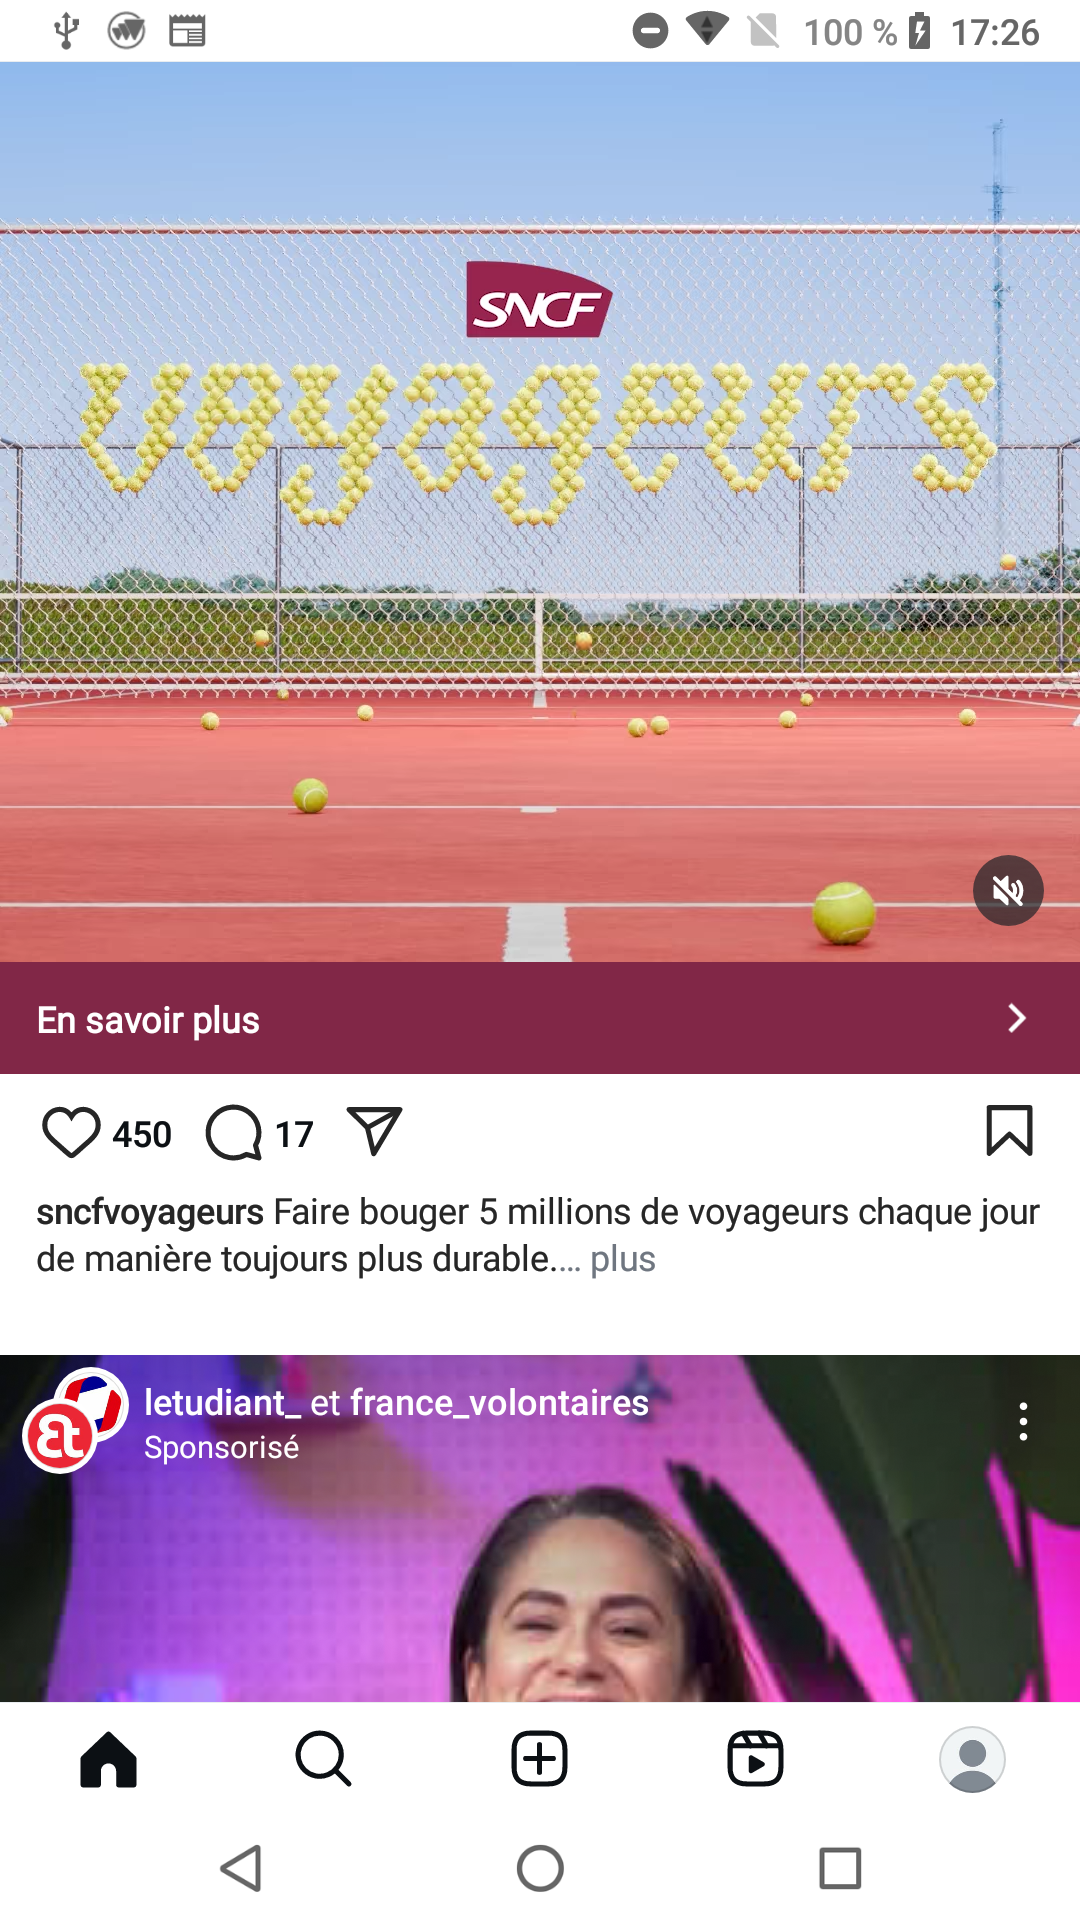 100 % 17:26
SNCF
voyageurs
En savoir plus
450 17
sncfvoyageurs Faire bouger 5 millions de voyageurs chaque jour
de manière toujours plus durable.... plus
letudiant_ et france_volontaires
Sponsorisé